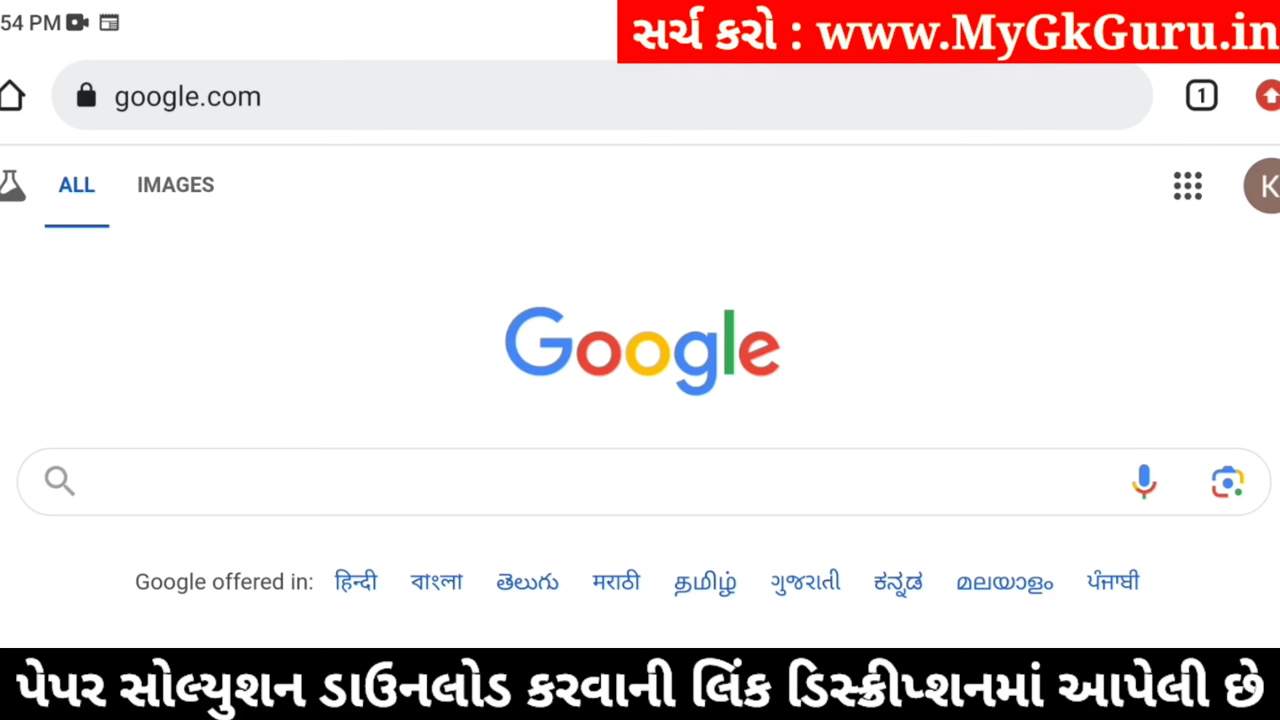 54 PM
સર્ચ કરો : www.MyGkGuru.in
google.com
1
ALL IMAGES
K
Google
Google offered in: हिन्दी বাংলা తెలుగు मराठी தமிழ் ગુજરાતી ಕನ್ನಡ മലയാളം ਪੰਜਾਬੀ
પેપર સોલ્યુશન ડાઉનલોડ કરવાની લિંક ડિસ્ક્રીપ્શનમાં આપેલી છે